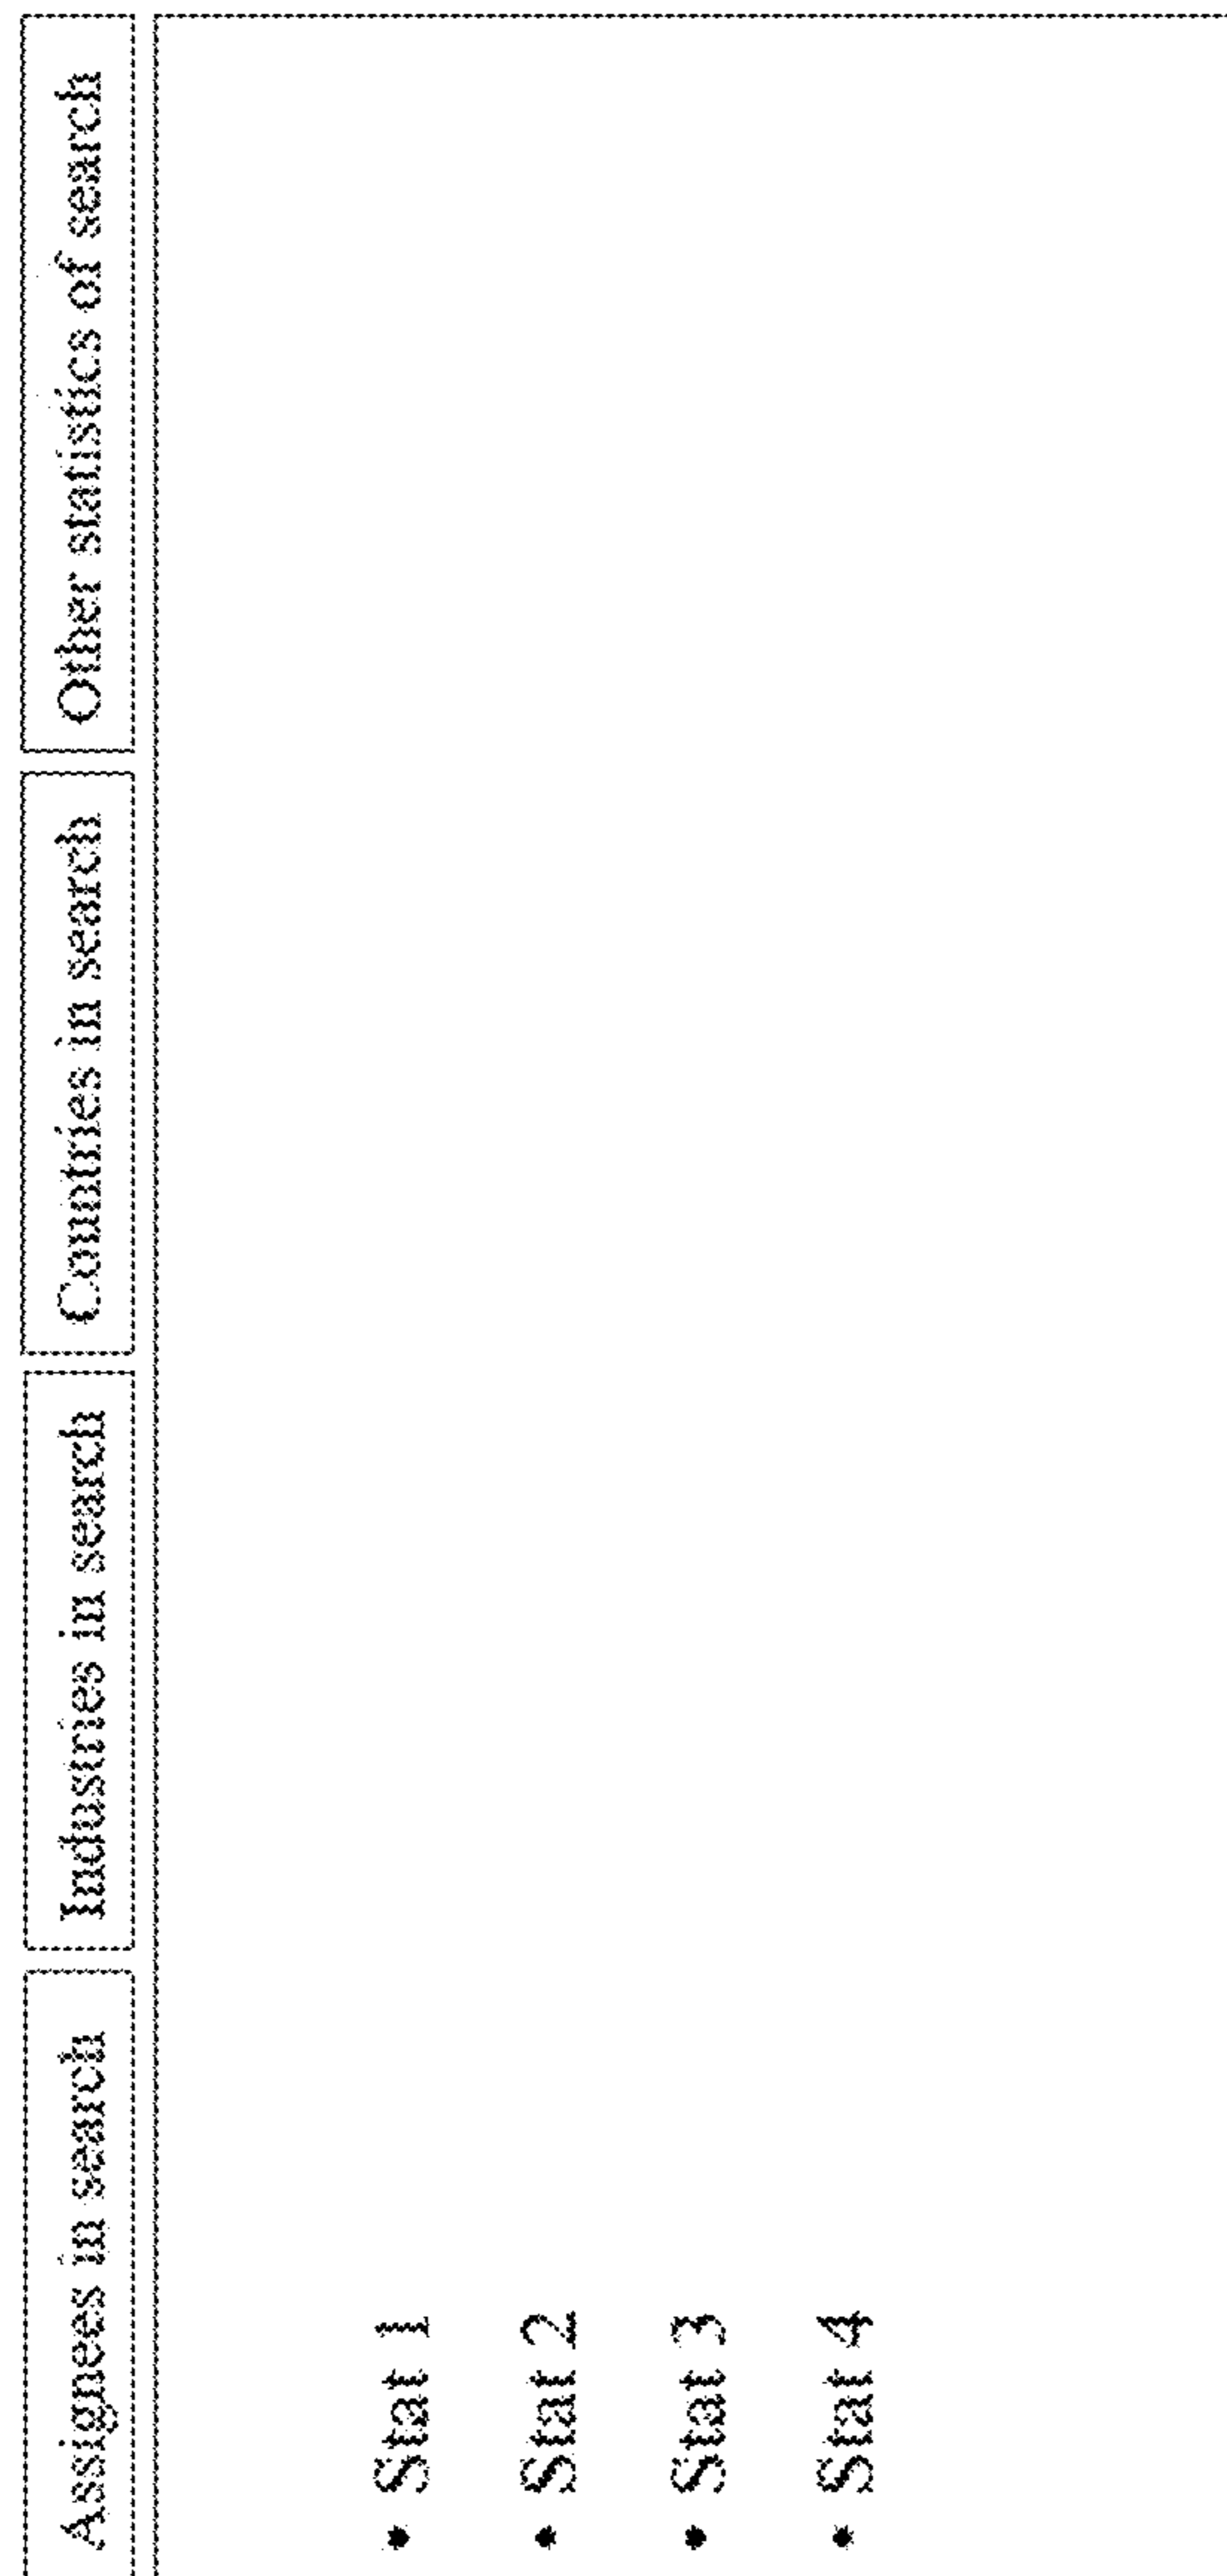 Assignees in search
Industries in search
Countries in search
Other statistics of search
• Stat 1
• Stat 2
• Stat 3
• Stat 4